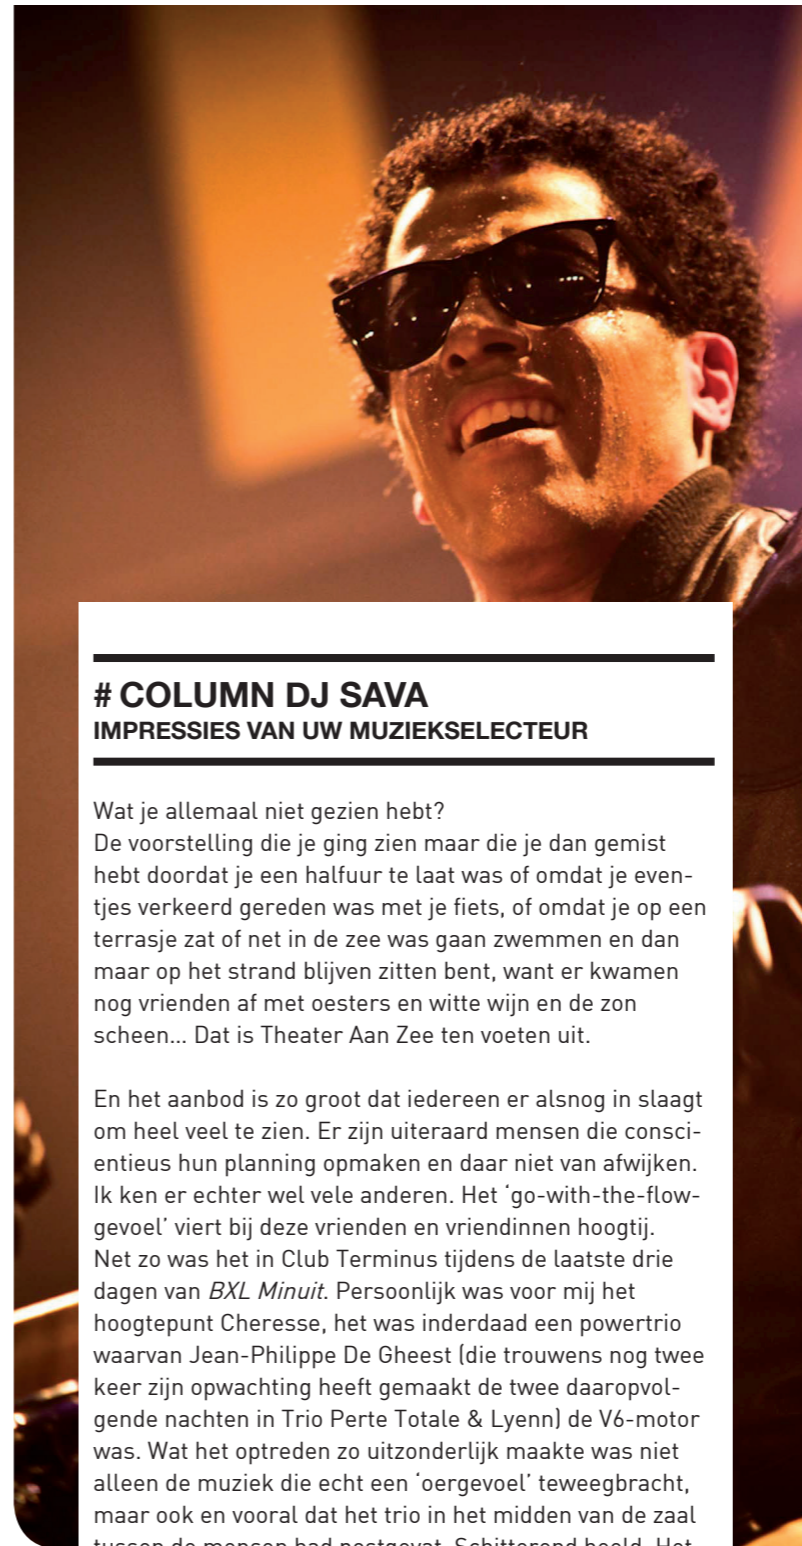 # COLUMN DJ SAVA
IMPRESSIES VAN UW MUZIEKSELECTEUR
Wat je allemaal niet gezien hebt?
De voorstelling die je ging zien maar die je dan gemist
hebt doordat je een halfuur te laat was of omdat je even-
tjes verkeerd gereden was met je fiets, of omdat je op een
terrasje zat of net in de zee was gaan zwemmen en dan
maar op het strand blijven zitten bent, want er kwamen
nog vrienden af met oesters en witte wijn en de zon
scheen... Dat is Theater Aan Zee ten voeten uit.
En het aanbod is zo groot dat iedereen er alsnog in slaagt
om heel veel te zien. Er zijn uiteraard mensen die consci-
entieus hun planning opmaken en daar niet van afwijken.
Ik ken er echter wel vele anderen. Het ‘go-with-the-flow-
gevoel’ viert bij deze vrienden en vriendinnen hoogtij.
Net zo was het in Club Terminus tijdens de laatste drie
dagen van BXL Minuit. Persoonlijk was voor mij het
hoogtepunt Cheresse, het was inderdaad een powertrio
waarvan Jean-Philippe De Gheest (die trouwens nog twee
keer zijn opwachting heeft gemaakt de twee daaropvol-
gende nachten in Trio Perte Totale & Lyenn) de V6-motor
was. Wat het optreden zo uitzonderlijk maakte was niet
alleen de muziek die echt een ‘oergevoel’ teweegbracht,
maar ook en vooral dat het trio in het midden van de zaal
tussen de mensen had postgevat. Schitterend beeld. Het